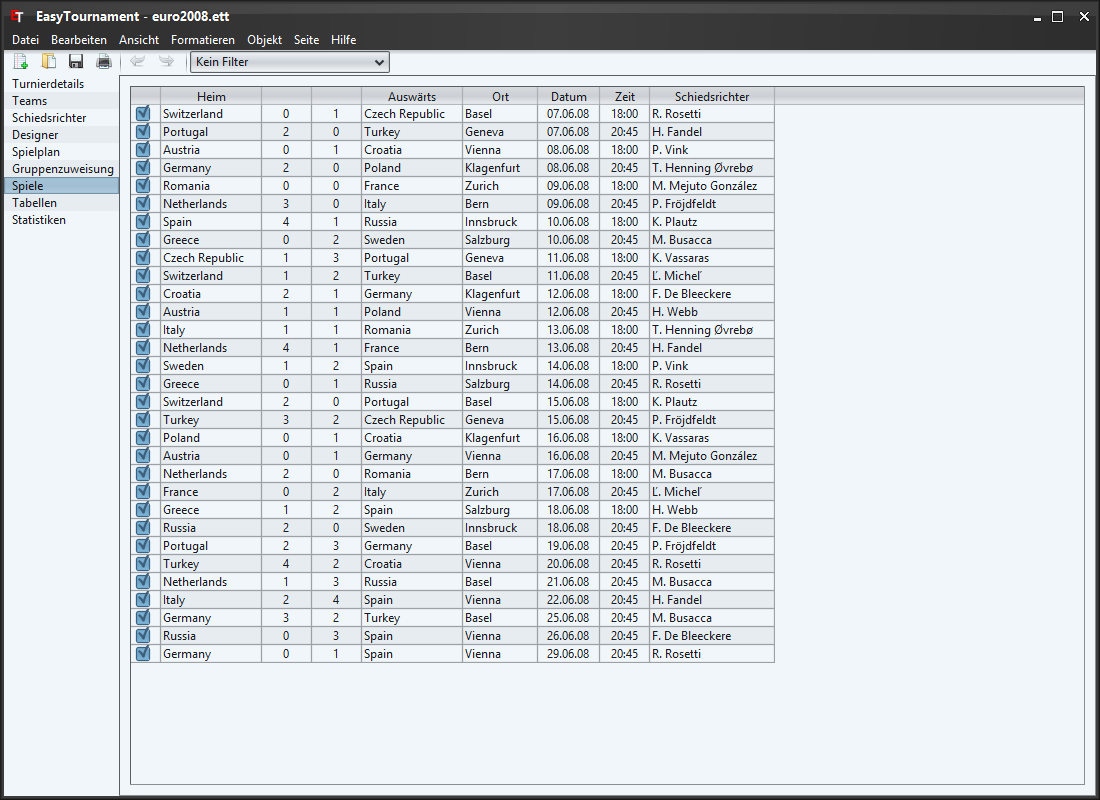 EasyTournament - euro2008.ett
Datei Bearbeiten Ansicht Formatieren Objekt Seite Hilfe
Kein Filter
Turnierdetails
Teams
Schiedsrichter
Designer
Spielplan
Gruppenzuweisung
Spiele
Tabellen
Statistiken
Heim Auswärts Ort Datum Zeit Schiedsrichter
Switzerland 0 1 Czech Republic Basel 07.06.08 18:00 R. Rosetti
Portugal 2 0 Turkey Geneva 07.06.08 20:45 H. Fandel
Austria 0 1 Croatia Vienna 08.06.08 18:00 P. Vink
Germany 2 0 Poland Klagenfurt 08.06.08 20:45 T. Henning Øvrebø
Romania 0 0 France Zurich 09.06.08 18:00 M. Mejuto González
Netherlands 3 0 Italy Bern 09.06.08 20:45 P. Fröjdfeldt
Spain 4 1 Russia Innsbruck 10.06.08 18:00 K. Plautz
Greece 0 2 Sweden Salzburg 10.06.08 20:45 M. Busacca
Czech Republic 1 3 Portugal Geneva 11.06.08 18:00 K. Vassaras
Switzerland 1 2 Turkey Basel 11.06.08 20:45 Ľ. Micheľ
Croatia 2 1 Germany Klagenfurt 12.06.08 18:00 F. De Bleeckere
Austria 1 1 Poland Vienna 12.06.08 20:45 H. Webb
Italy 1 1 Romania Zurich 13.06.08 18:00 T. Henning Øvrebø
Netherlands 4 1 France Bern 13.06.08 20:45 H. Fandel
Sweden 1 2 Spain Innsbruck 14.06.08 18:00 P. Vink
Greece 0 1 Russia Salzburg 14.06.08 20:45 R. Rosetti
Switzerland 2 0 Portugal Basel 15.06.08 18:00 K. Plautz
Turkey 3 2 Czech Republic Geneva 15.06.08 20:45 P. Fröjdfeldt
Poland 0 1 Croatia Klagenfurt 16.06.08 18:00 K. Vassaras
Austria 0 1 Germany Vienna 16.06.08 20:45 M. Mejuto González
Netherlands 2 0 Romania Bern 17.06.08 18:00 M. Busacca
France 0 2 Italy Zurich 17.06.08 20:45 Ľ. Micheľ
Greece 1 2 Spain Salzburg 18.06.08 18:00 H. Webb
Russia 2 0 Sweden Innsbruck 18.06.08 20:45 F. De Bleeckere
Portugal 2 3 Germany Basel 19.06.08 20:45 P. Fröjdfeldt
Turkey 4 2 Croatia Vienna 20.06.08 20:45 R. Rosetti
Netherlands 1 3 Russia Basel 21.06.08 20:45 M. Busacca
Italy 2 4 Spain Vienna 22.06.08 20:45 H. Fandel
Germany 3 2 Turkey Basel 25.06.08 20:45 M. Busacca
Russia 0 3 Spain Vienna 26.06.08 20:45 F. De Bleeckere
Germany 0 1 Spain Vienna 29.06.08 20:45 R. Rosetti